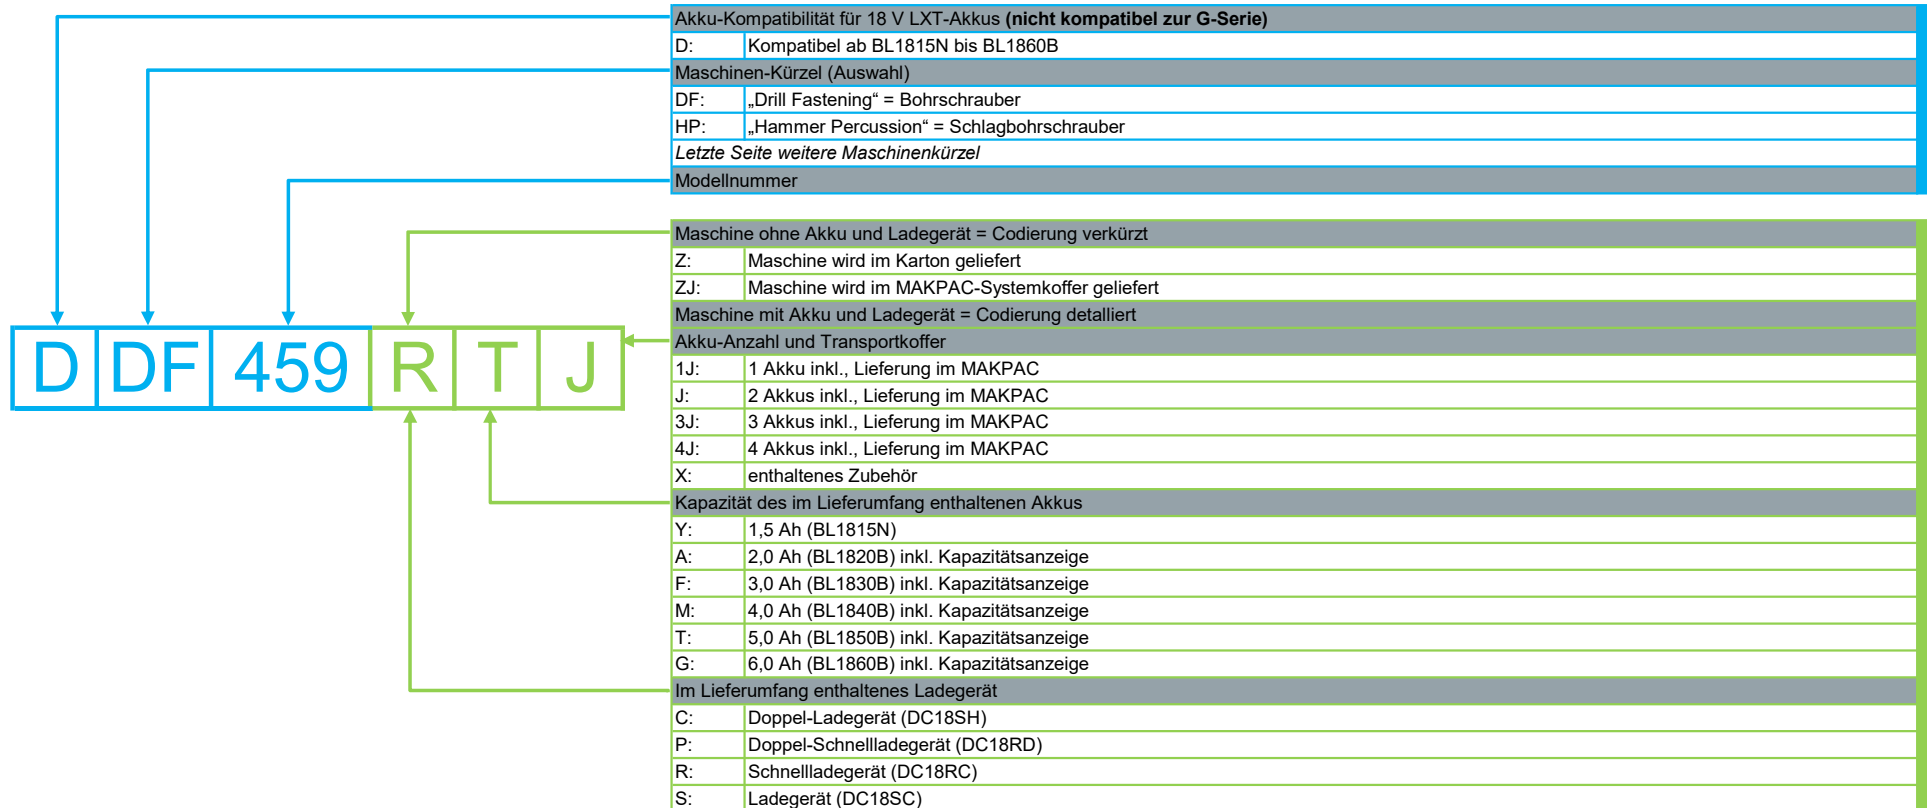 Akku-Kompatibilität für 18 V LXT-Akkus (nicht kompatibel zur G-Serie)
D: Kompatibel ab BL1815N bis BL1860B
Maschinen-Kürzel (Auswahl)
DF: „Drill Fastening“ = Bohrschrauber
HP: „Hammer Percussion“ = Schlagbohrschrauber
Letzte Seite weitere Maschinenkürzel
Modellnummer
Maschine ohne Akku und Ladegerät = Codierung verkürzt
Z: Maschine wird im Karton geliefert
ZJ: Maschine wird im MAKPAC-Systemkoffer geliefert
Maschine mit Akku und Ladegerät = Codierung detalliert
D DF 459 R T J
Akku-Anzahl und Transportkoffer
1J: 1 Akku inkl., Lieferung im MAKPAC
J: 2 Akkus inkl., Lieferung im MAKPAC
3J: 3 Akkus inkl., Lieferung im MAKPAC
4J: 4 Akkus inkl., Lieferung im MAKPAC
X: enthaltenes Zubehör
Kapazität des im Lieferumfang enthaltenen Akkus
Y: 1,5 Ah (BL1815N)
A: 2,0 Ah (BL1820B) inkl. Kapazitätsanzeige
F: 3,0 Ah (BL1830B) inkl. Kapazitätsanzeige
M: 4,0 Ah (BL1840B) inkl. Kapazitätsanzeige
T: 5,0 Ah (BL1850B) inkl. Kapazitätsanzeige
G: 6,0 Ah (BL1860B) inkl. Kapazitätsanzeige
Im Lieferumfang enthaltenes Ladegerät
C: Doppel-Ladegerät (DC18SH)
P: Doppel-Schnellladegerät (DC18RD)
R: Schnellladegerät (DC18RC)
S: Ladegerät (DC18SC)